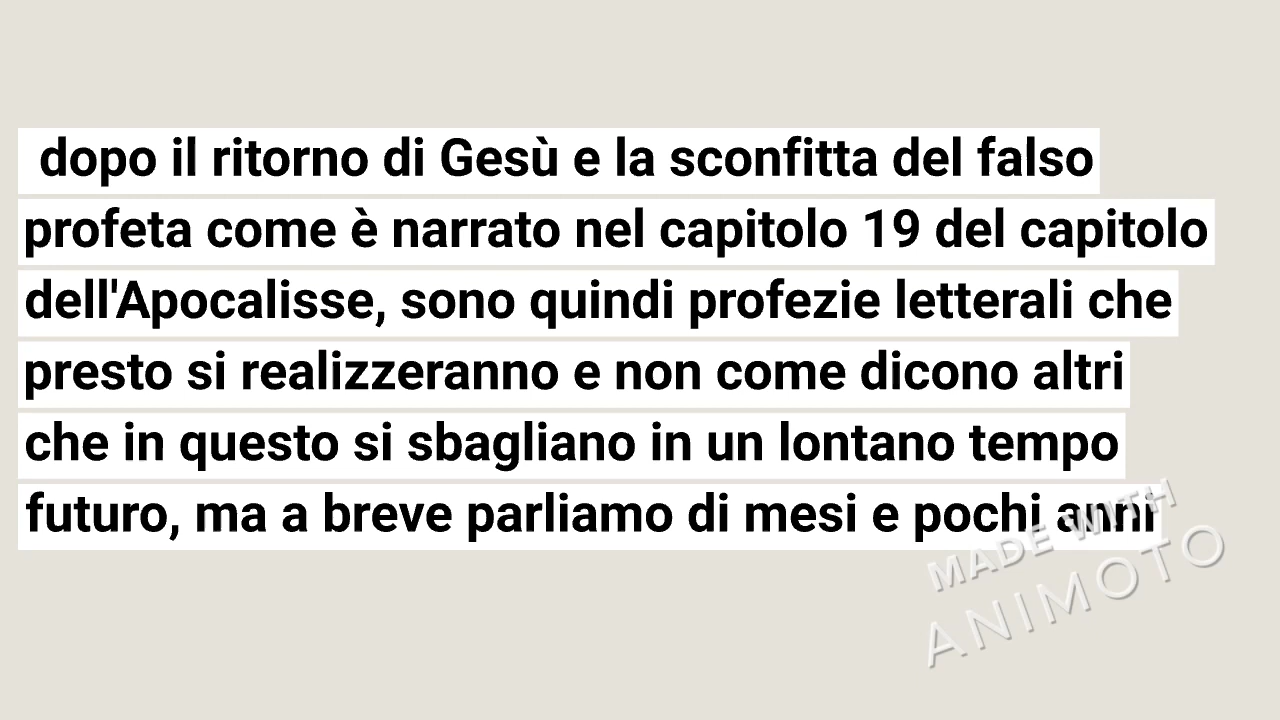 dopo il ritorno di Gesù e la sconfitta del falso
profeta come è narrato nel capitolo 19 del capitolo
dell'Apocalisse, sono quindi profezie letterali che
presto si realizzeranno e non come dicono altri
che in questo si sbagliano in un lontano tempo
futuro, ma a breve parliamo di mesi e pochi anni
MADE WITH
ANIMOTO